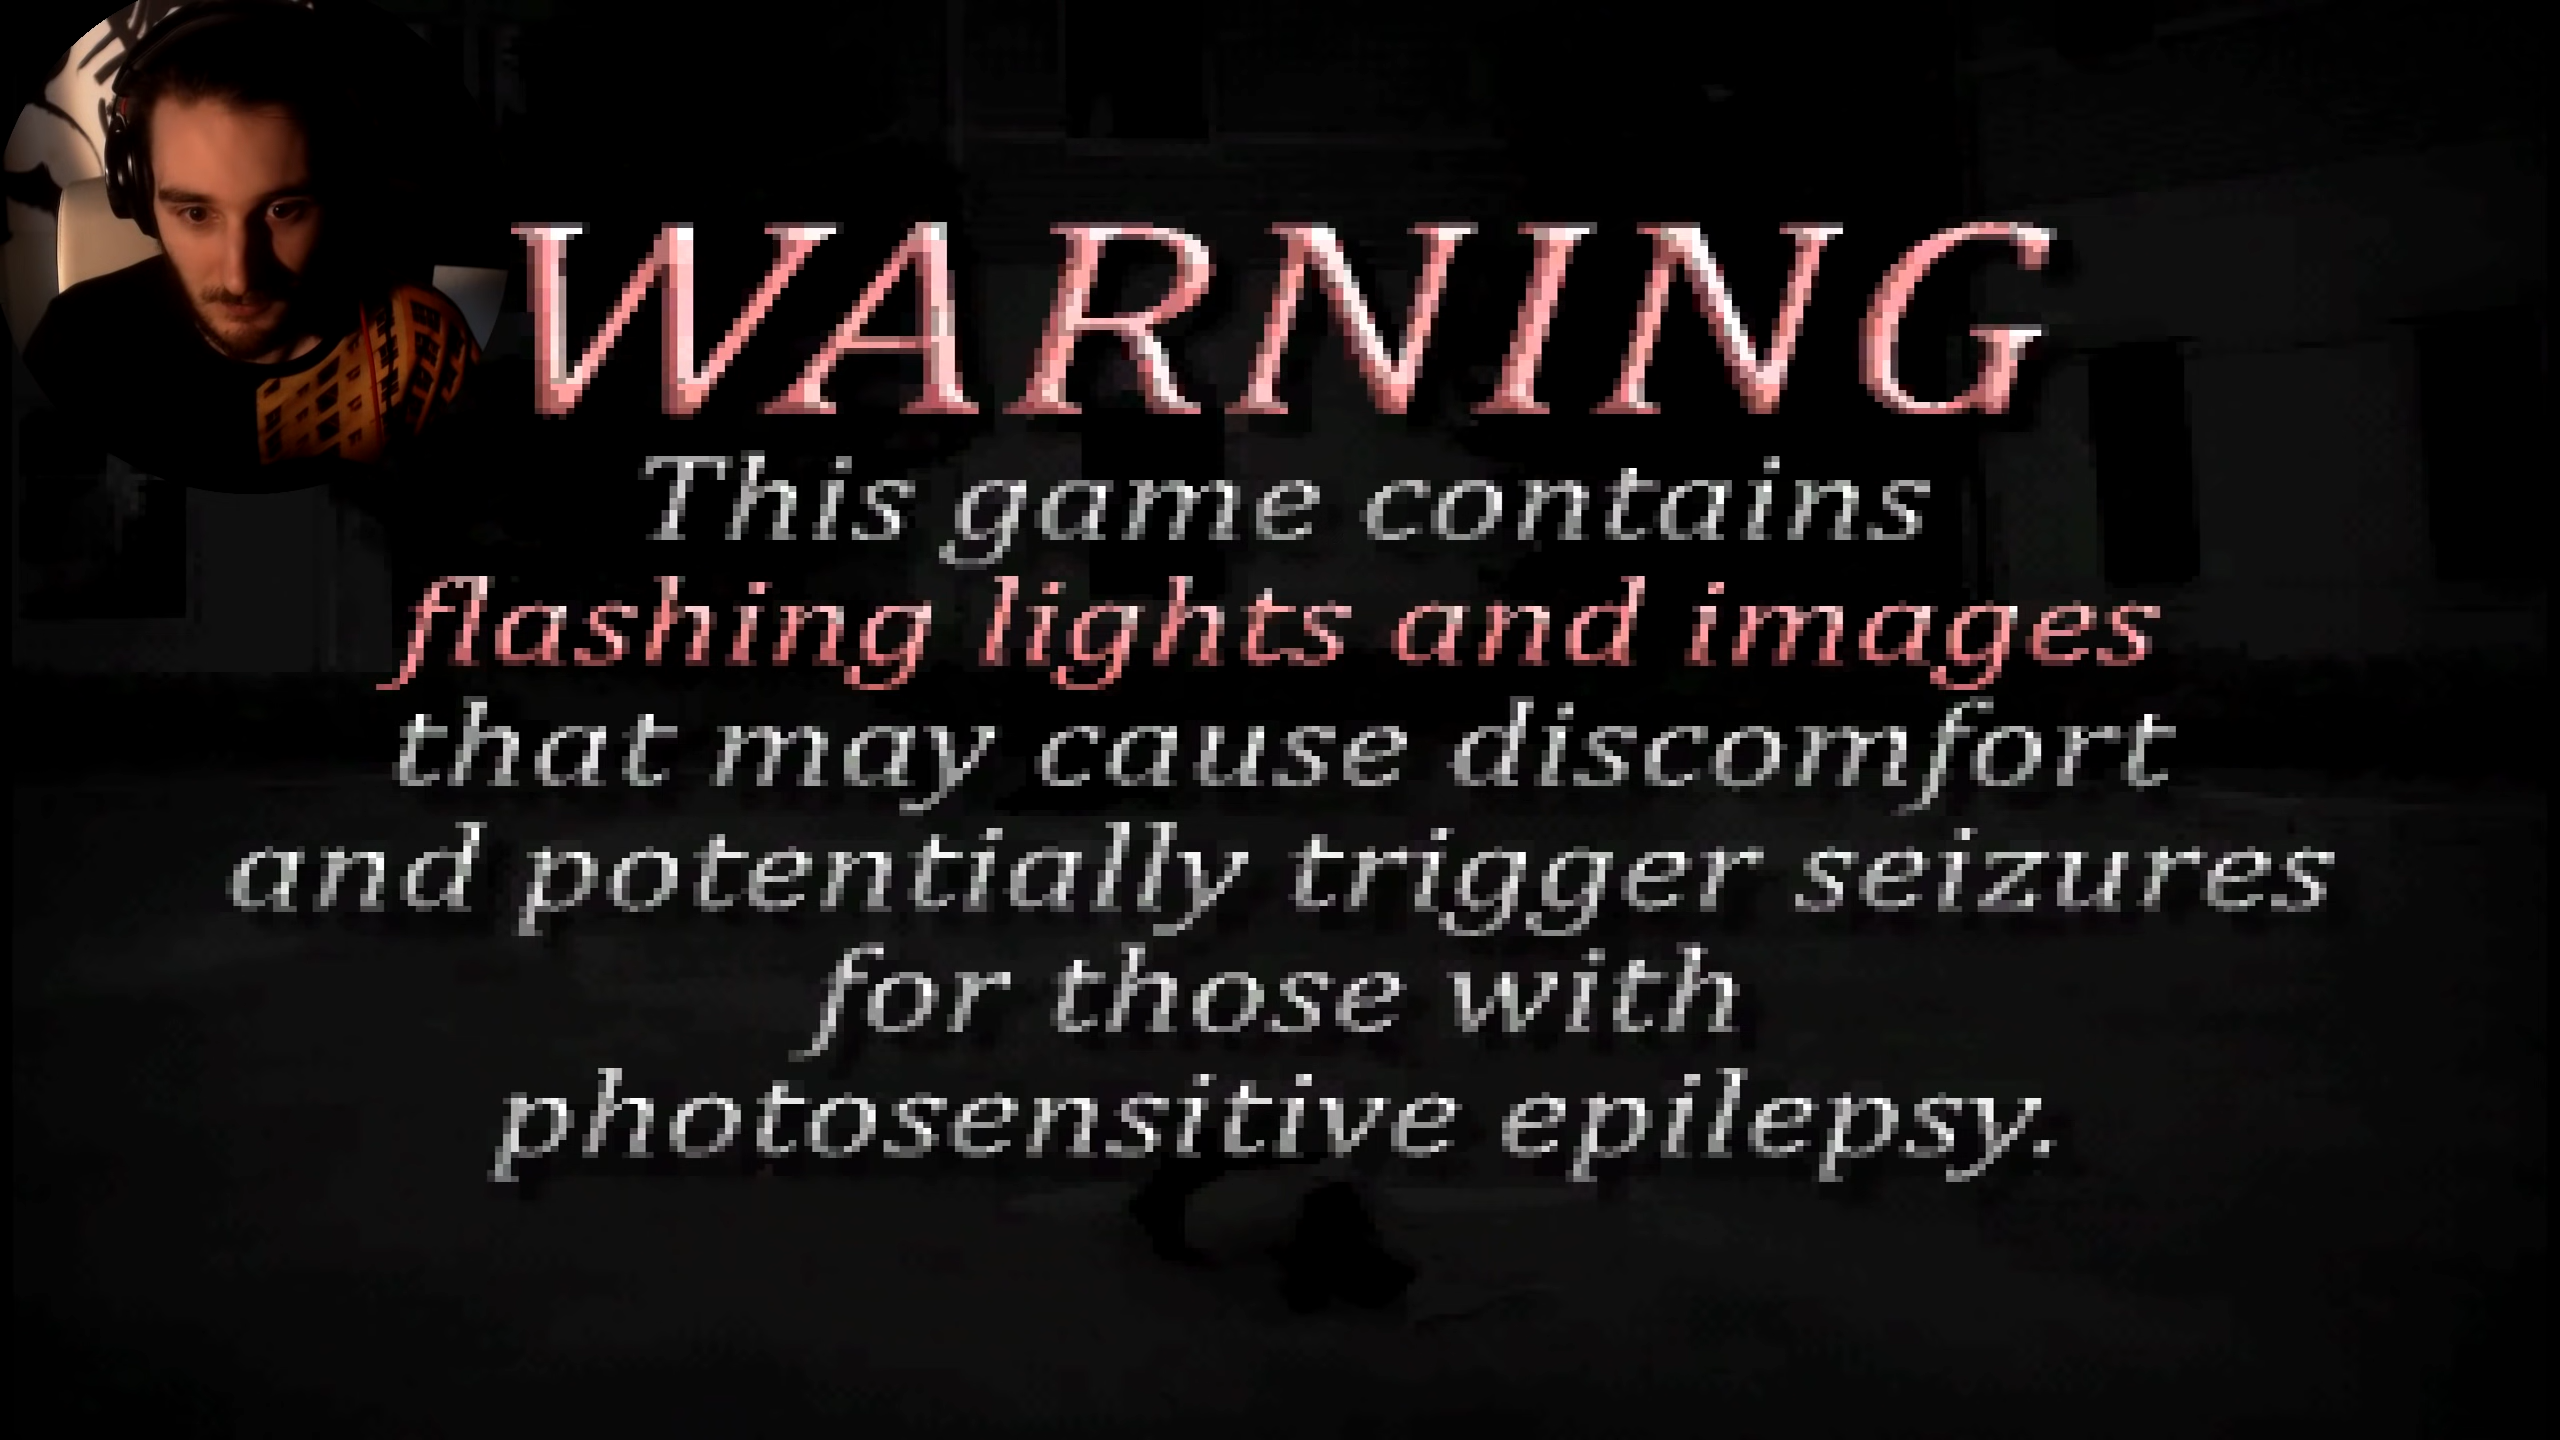 WARNING
This game contains
flashing lights and images
that may cause discomfort
and potentially trigger seizures
for those with
photosensitive epilepsy.